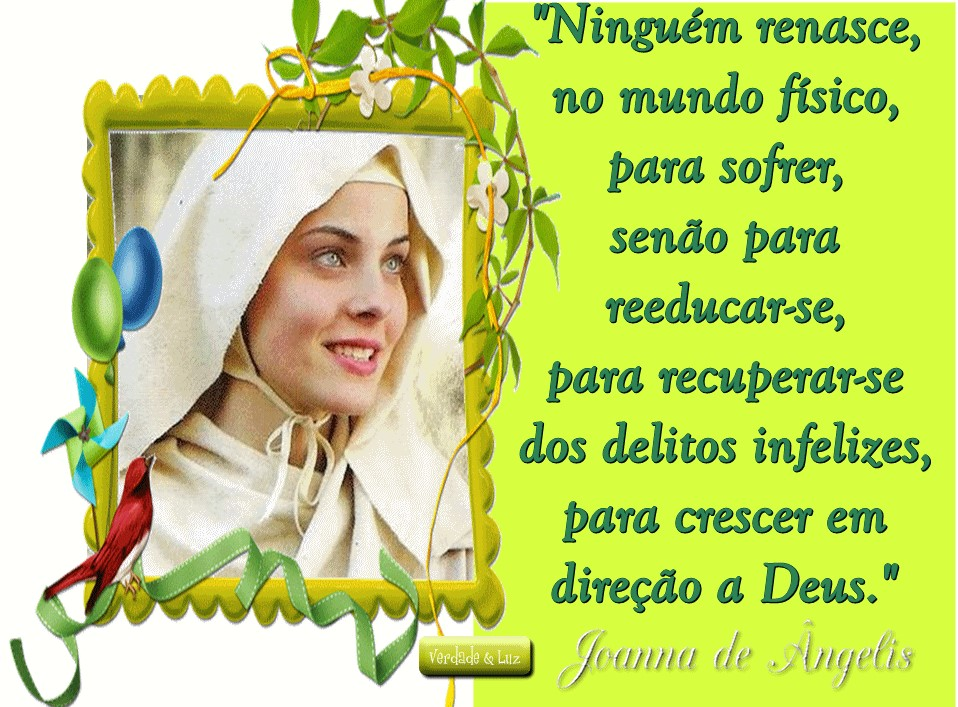 "Ninguém renasce,
no mundo físico,
para sofrer,
senão para
reeducar-se,
para recuperar-se
dos delitos infelizes,
para crescer em
direção a Deus."
Joanna de Ângelis
Verdade & Luz